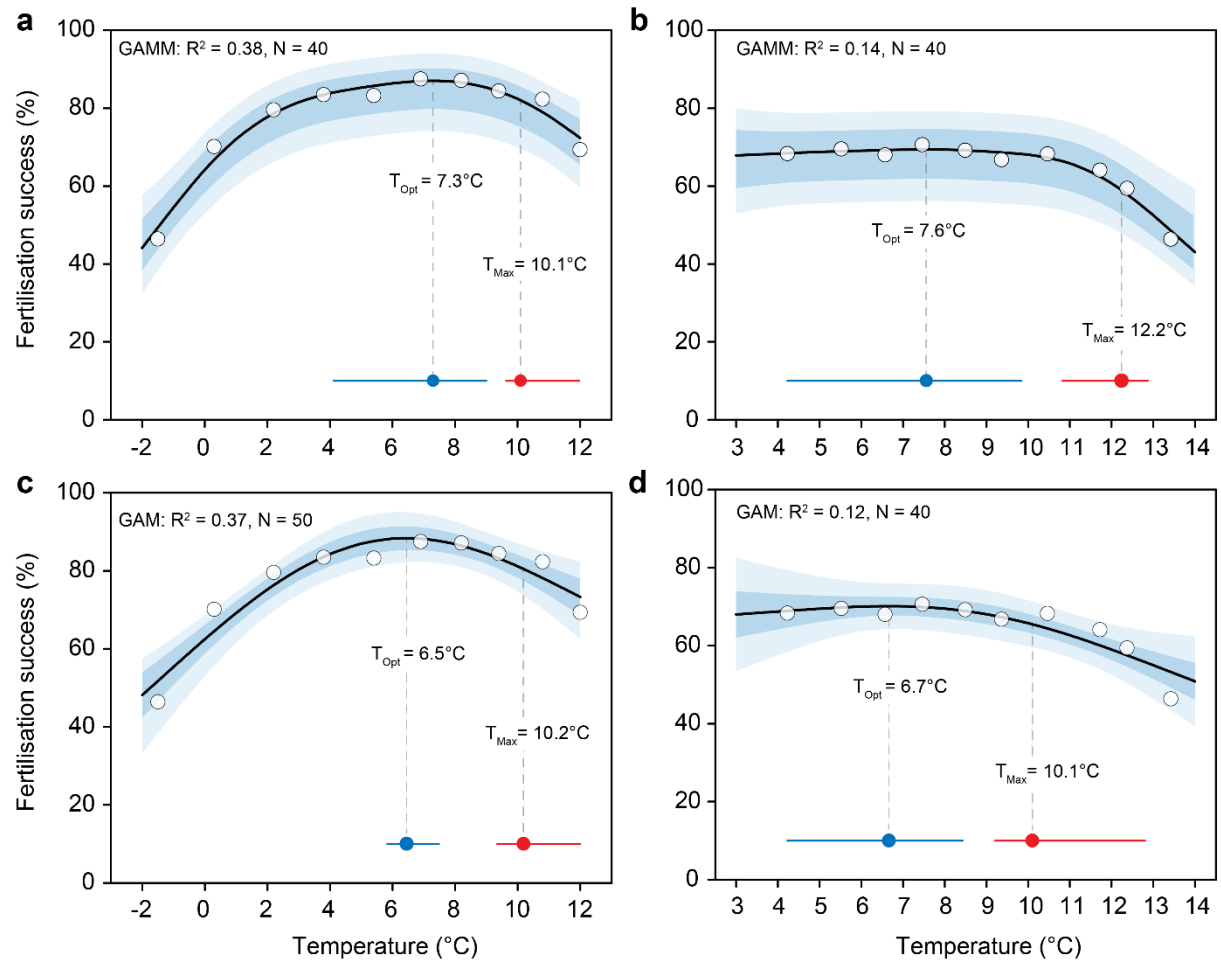 a
100
80
60
40
20
0
Fertilisation success (%)
GAMM: R² = 0.38, N = 40
T_Opt = 7.3°C
T_Max = 10.1°C
-2 0 2 4 6 8 10 12
b
100
80
60
40
20
0
GAMM: R² = 0.14, N = 40
T_Opt = 7.6°C
T_Max = 12.2°C
3 4 5 6 7 8 9 10 11 12 13 14
c
100
80
60
40
20
0
Fertilisation success (%)
GAM: R² = 0.37, N = 50
T_Opt = 6.5°C
T_Max = 10.2°C
-2 0 2 4 6 8 10 12
Temperature (°C)
d
100
80
60
40
20
0
GAM: R² = 0.12, N = 40
T_Opt = 6.7°C
T_Max = 10.1°C
3 4 5 6 7 8 9 10 11 12 13 14
Temperature (°C)